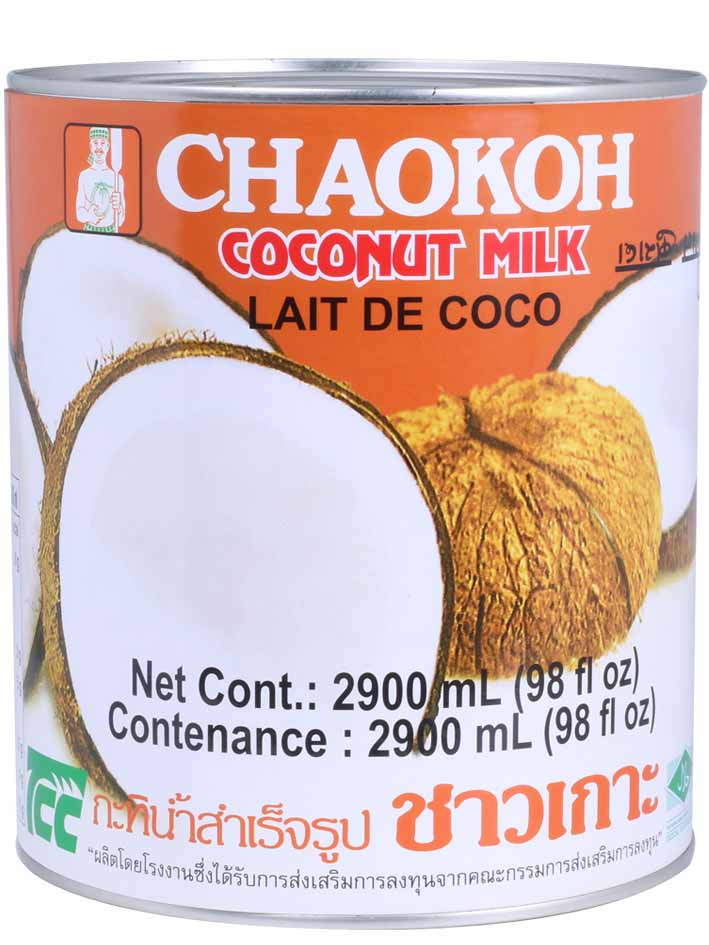 CHAOKOH
COCONUT MILK
LAIT DE COCO
Net Cont.: 2900 mL (98 fl oz)
Contenance : 2900 mL (98 fl oz)
TCC กะทิน้ำสำเร็จรูป ชาวเกาะ
"ผลิตโดยโรงงานซึ่งได้รับการส่งเสริมการลงทุนจากคณะกรรมการส่งเสริมการลงทุน"